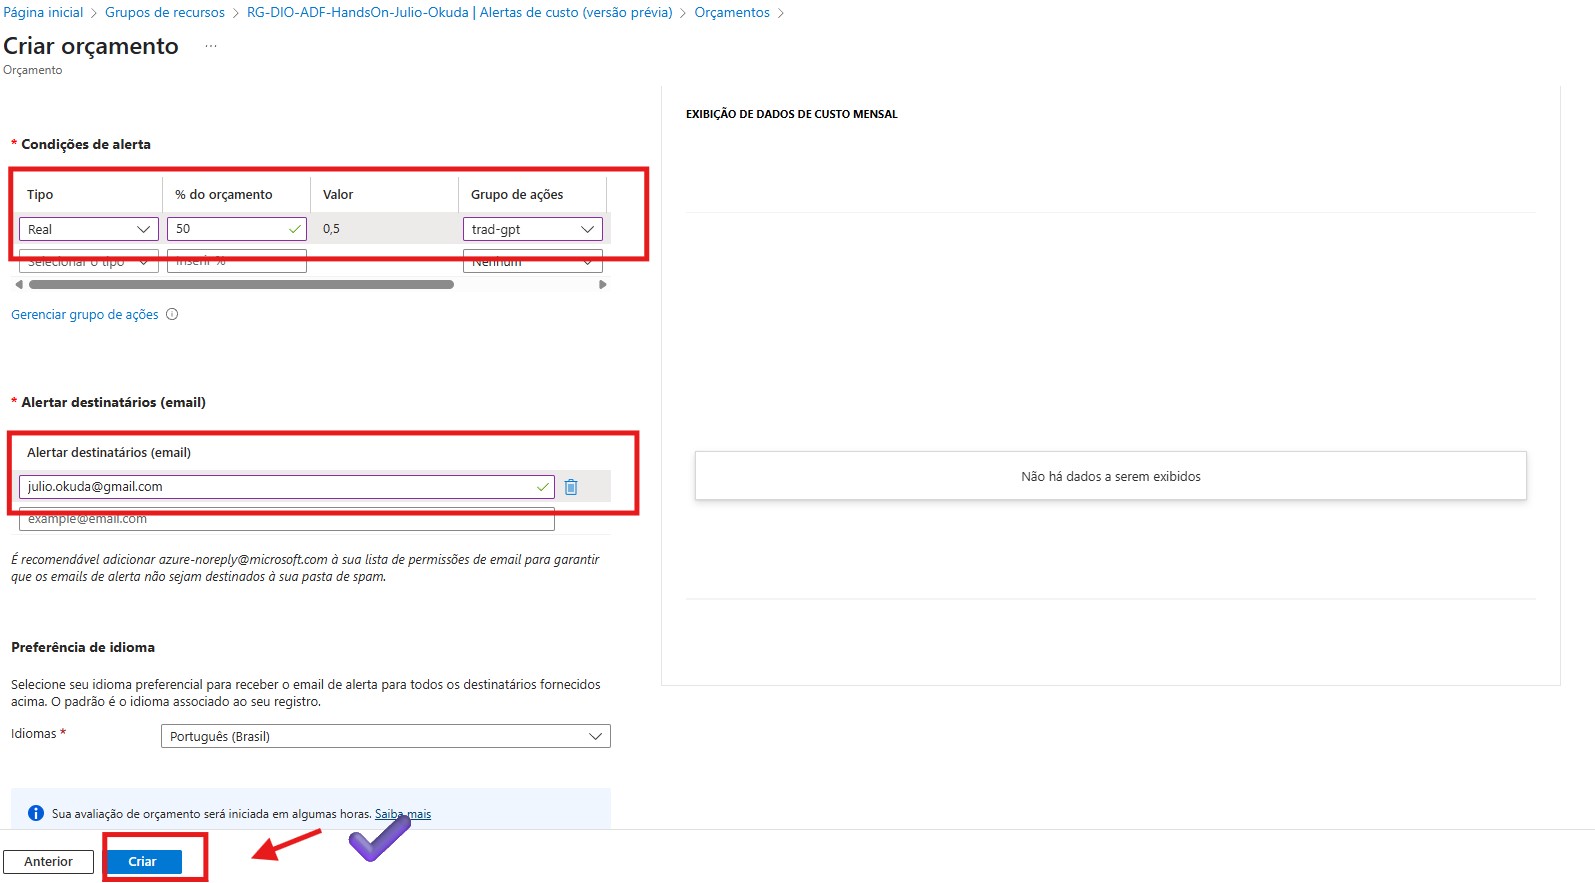 Página inicial > Grupos de recursos > RG-DIO-ADF-HandsOn-Julio-Okuda | Alertas de custo (versão prévia) > Orçamentos >
Criar orçamento ...
Orçamento
* Condições de alerta
Tipo % do orçamento Valor Grupo de ações
Real 50 0,5 trad-gpt
Selecionar o tipo Inserir % Nenhum
Gerenciar grupo de ações
* Alertar destinatários (email)
Alertar destinatários (email)
julio.okuda@gmail.com
example@email.com
É recomendável adicionar azure-noreply@microsoft.com à sua lista de permissões de email para garantir
que os emails de alerta não sejam destinados à sua pasta de spam.
Preferência de idioma
Selecione seu idioma preferencial para receber o email de alerta para todos os destinatários fornecidos
acima. O padrão é o idioma associado ao seu registro.
Idiomas * Português (Brasil)
Sua avaliação de orçamento será iniciada em algumas horas. Saiba mais
Anterior Criar
EXIBIÇÃO DE DADOS DE CUSTO MENSAL
Não há dados a serem exibidos